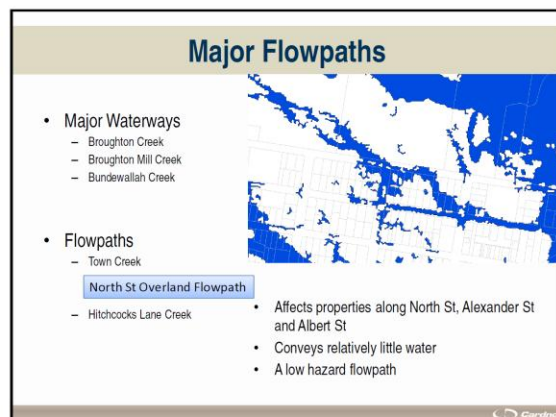 Major Flowpaths
• Major Waterways
– Broughton Creek
– Broughton Mill Creek
– Bundewallah Creek
• Flowpaths
– Town Creek
North St Overland Flowpath
– Hitchcocks Lane Creek
• Affects properties along North St, Alexander St
and Albert St
• Conveys relatively little water
• A low hazard flowpath